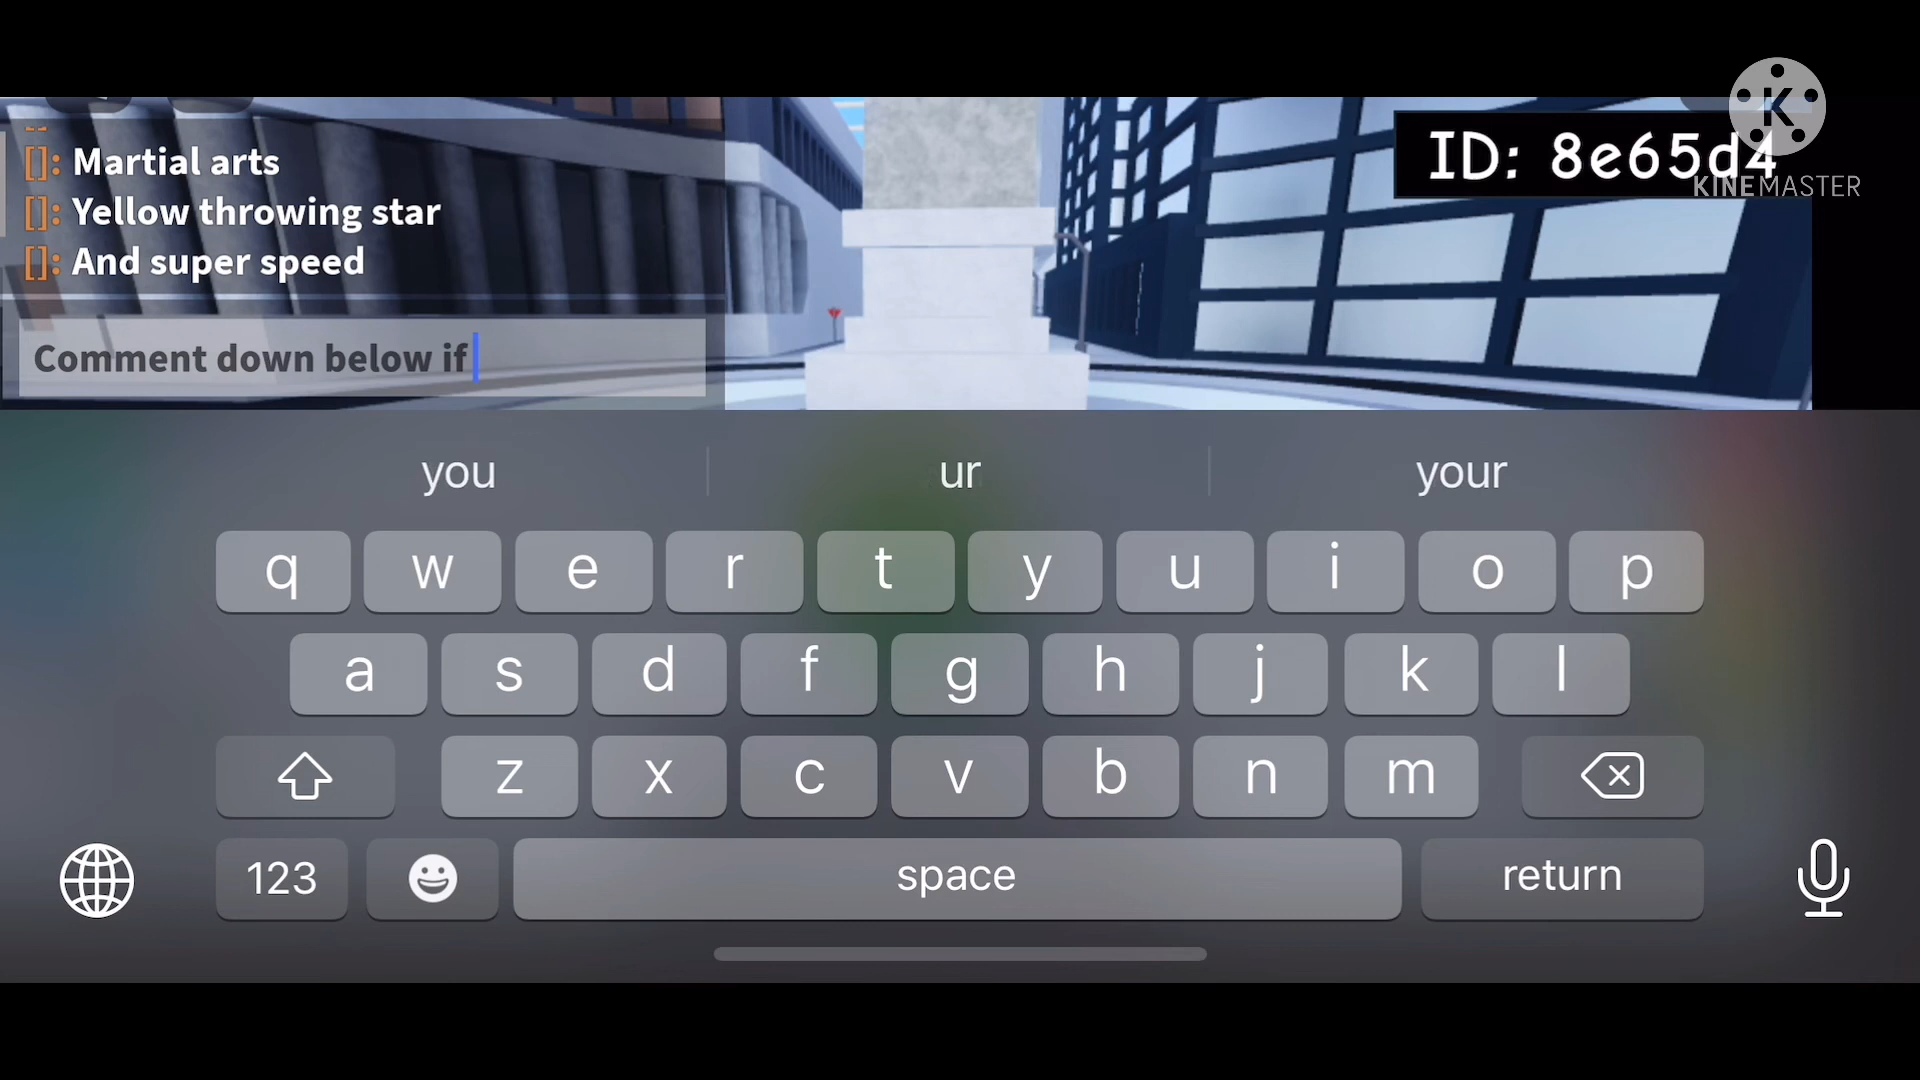 []: Martial arts
[]: Yellow throwing star
[]: And super speed
Comment down below if
ID: 8e65d4
K
KINEMASTER
you ur your
q w e r t y u i o p
a s d f g h j k l
z x c v b n m
123 space return